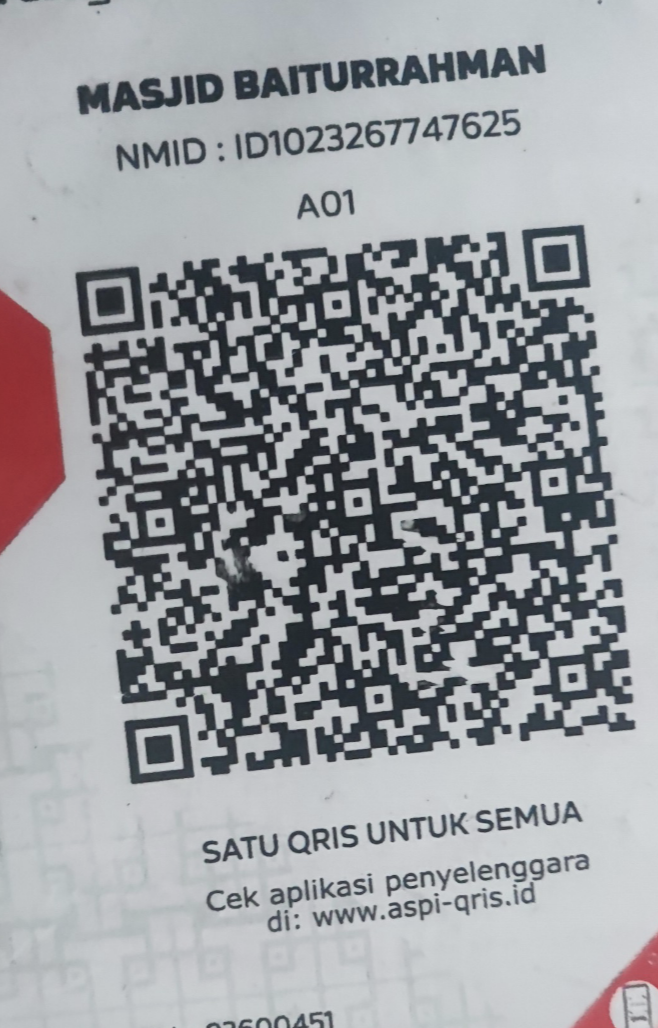 MASJID BAITURRAHMAN
NMID : ID1023267747625
A01
SATU QRIS UNTUK SEMUA
Cek aplikasi penyelenggara
di: www.aspi-qris.id